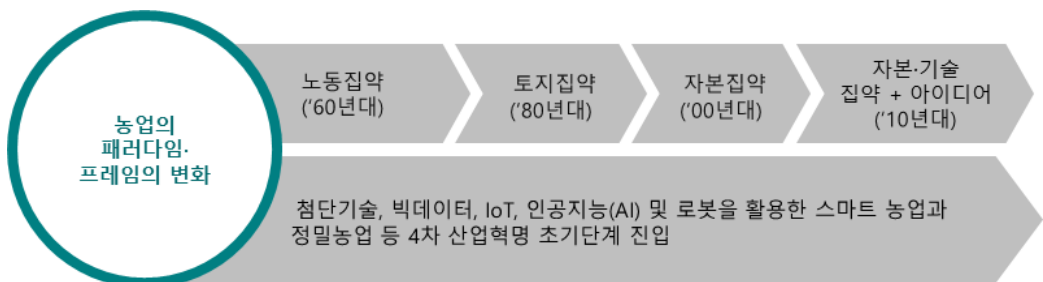 농업의
패러다임·
프레임의 변화
노동집약
(‘60년대)
토지집약
(‘80년대)
자본집약
(‘00년대)
자본·기술
집약 + 아이디어
(‘10년대)
첨단기술, 빅데이터, IoT, 인공지능(AI) 및 로봇을 활용한 스마트 농업과
정밀농업 등 4차 산업혁명 초기단계 진입